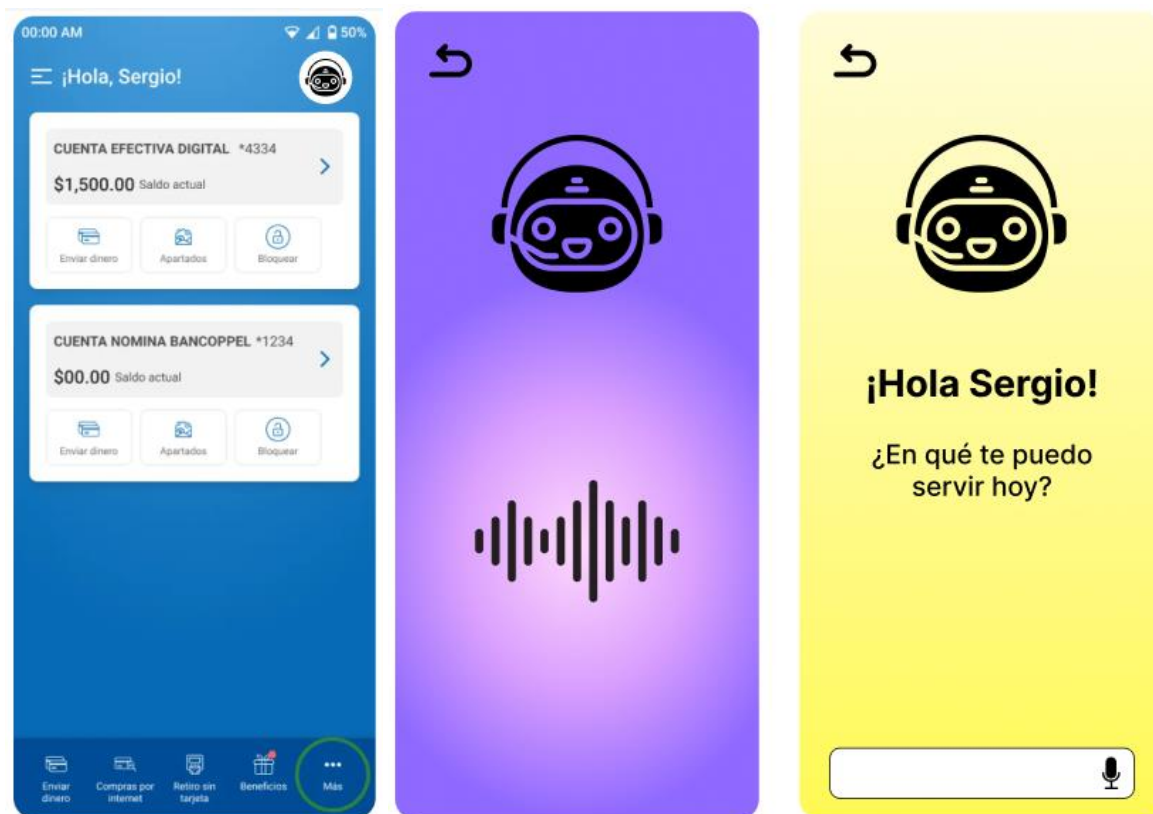 00:00 AM 50%
¡Hola, Sergio!
CUENTA EFECTIVA DIGITAL *4334
$1,500.00 Saldo actual
Enviar dinero Apartados Bloquear
CUENTA NOMINA BANCOPPEL *1234
$00.00 Saldo actual
Enviar dinero Apartados Bloquear
Enviar dinero
Compras por internet
Retiro sin tarjeta
Beneficios
Más
¡Hola Sergio!
¿En qué te puedo
servir hoy?